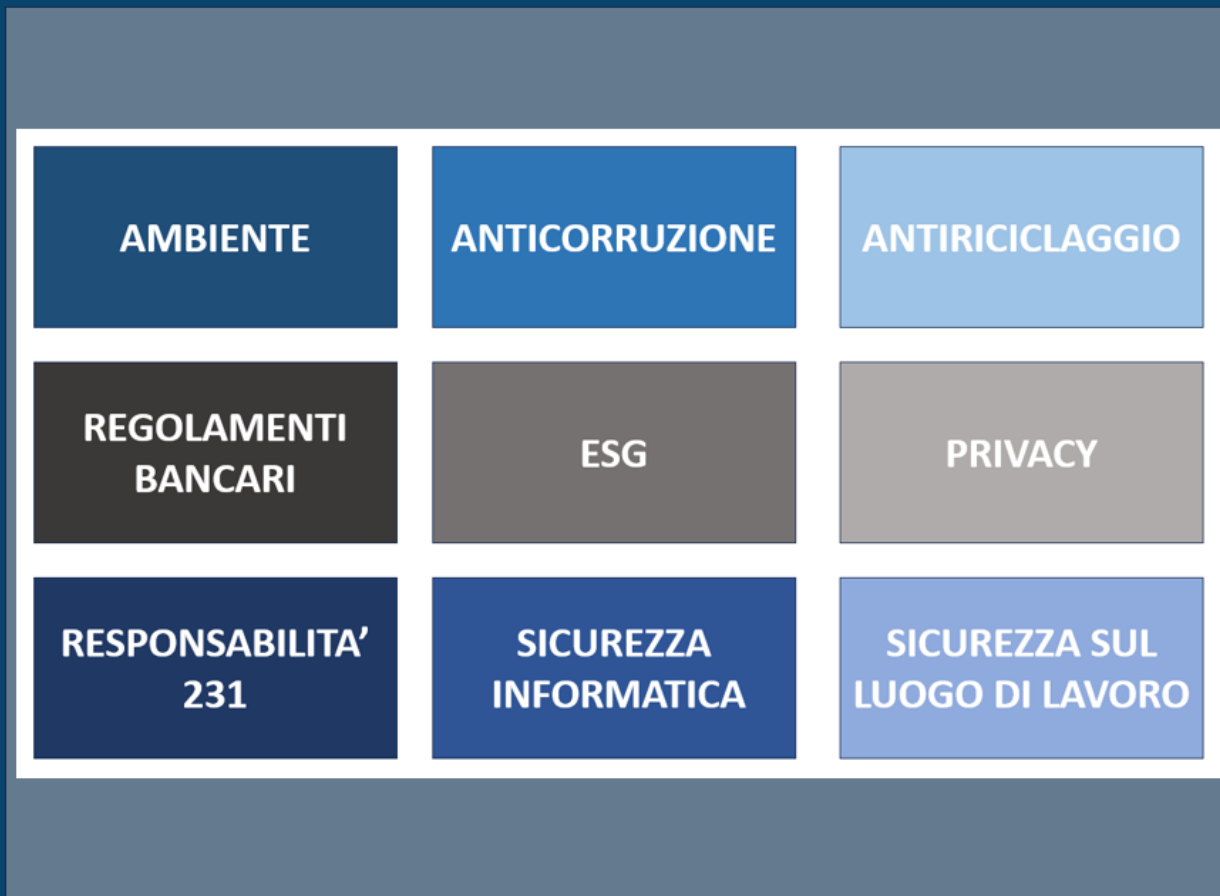 AMBIENTE
ANTICORRUZIONE
ANTIRICICLAGGIO
REGOLAMENTI
BANCARI
ESG
PRIVACY
RESPONSABILITA’
231
SICUREZZA
INFORMATICA
SICUREZZA SUL
LUOGO DI LAVORO